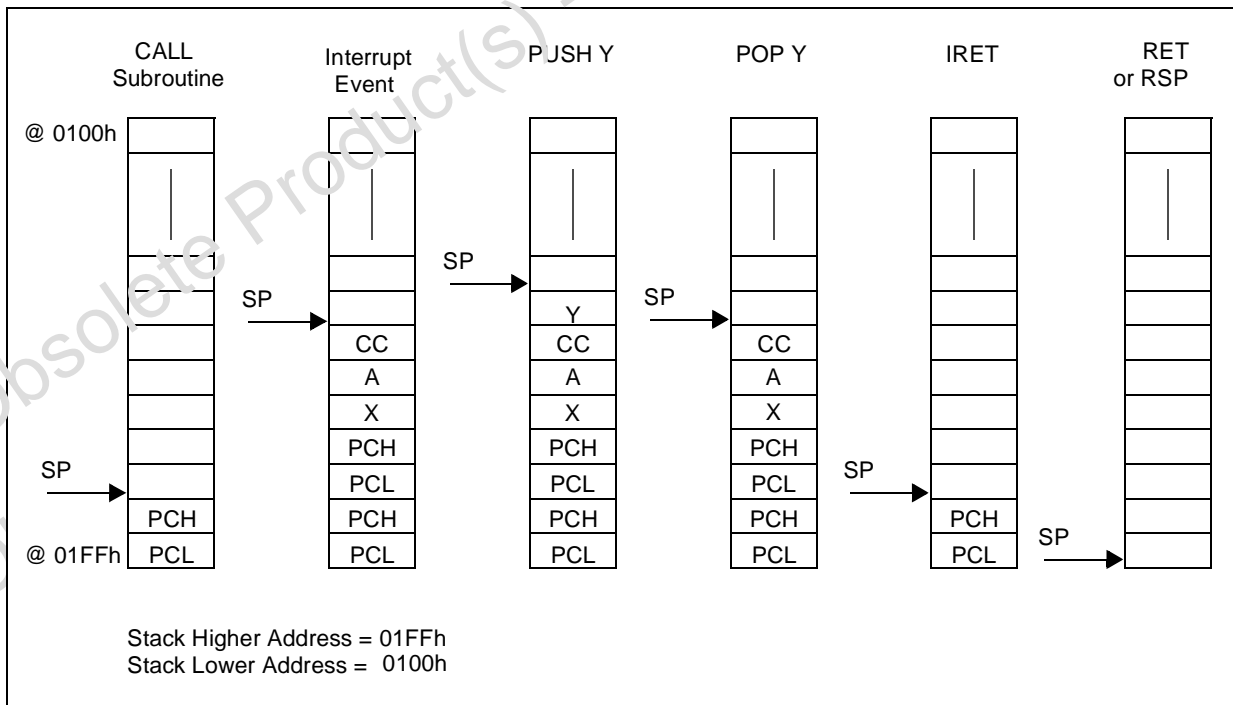 CALL
Subroutine
Interrupt
Event
PUSH Y
POP Y
IRET
RET
or RSP
@ 0100h
SP
PCH
@ 01FFh
PCL
SP
CC
A
X
PCH
PCL
PCH
PCL
SP
Y
CC
A
X
PCH
PCL
PCH
PCL
SP
CC
A
X
PCH
PCL
PCH
PCL
SP
PCH
PCL
SP
Stack Higher Address = 01FFh
Stack Lower Address = 0100h
Obsolete Product(s)